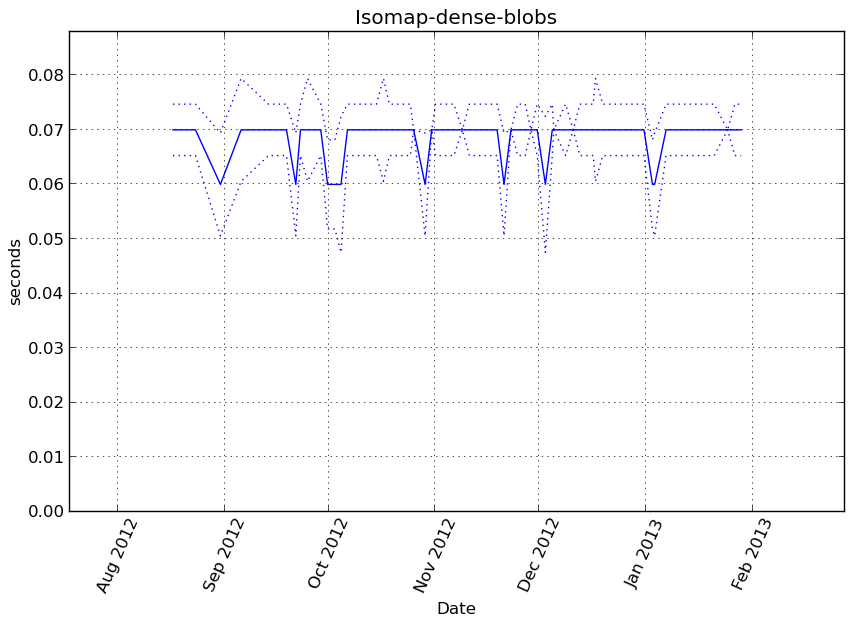 Isomap-dense-blobs
0.08
0.07
0.06
0.05
0.04
0.03
0.02
0.01
0.00
seconds
Aug 2012
Sep 2012
Oct 2012
Nov 2012
Dec 2012
Jan 2013
Feb 2013
Date